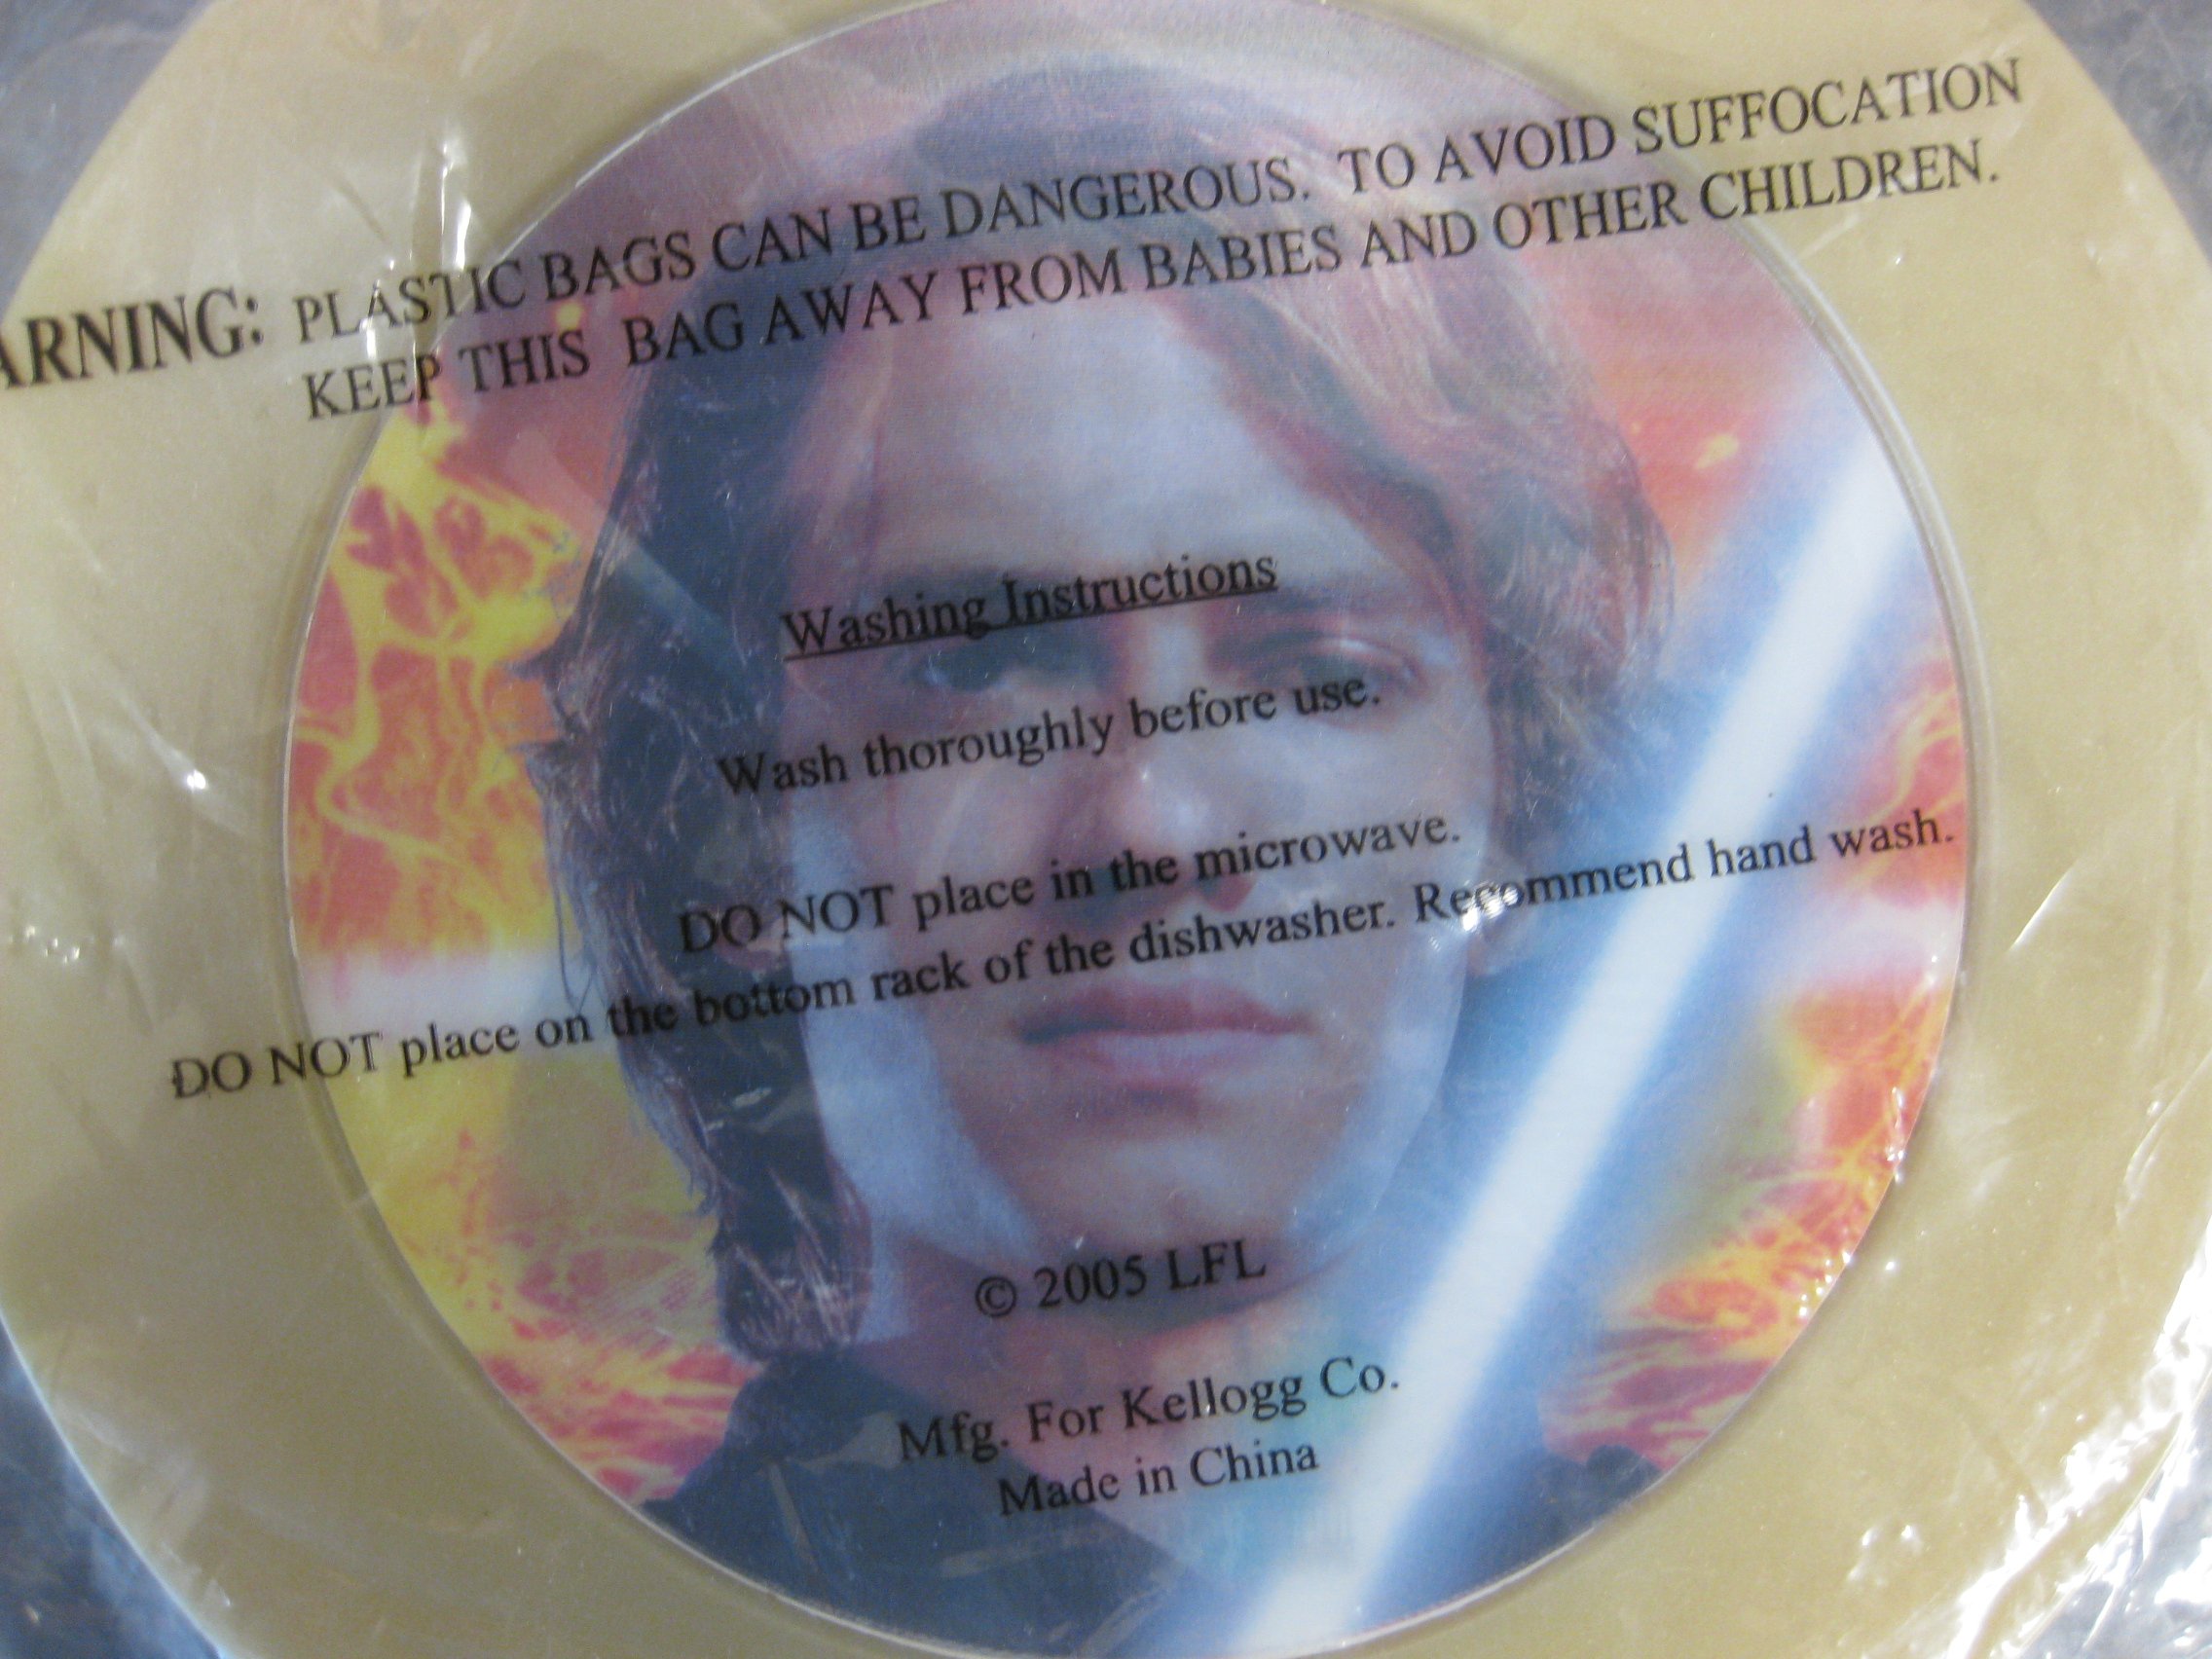 ARNING: PLASTIC BAGS CAN BE DANGEROUS. TO AVOID SUFFOCATION
KEEP THIS BAG AWAY FROM BABIES AND OTHER CHILDREN.
Washing Instructions
Wash thoroughly before use.
DO NOT place in the microwave.
DO NOT place on the bottom rack of the dishwasher. Recommend hand wash.
© 2005 LFL
Mfg. For Kellogg Co.
Made in China